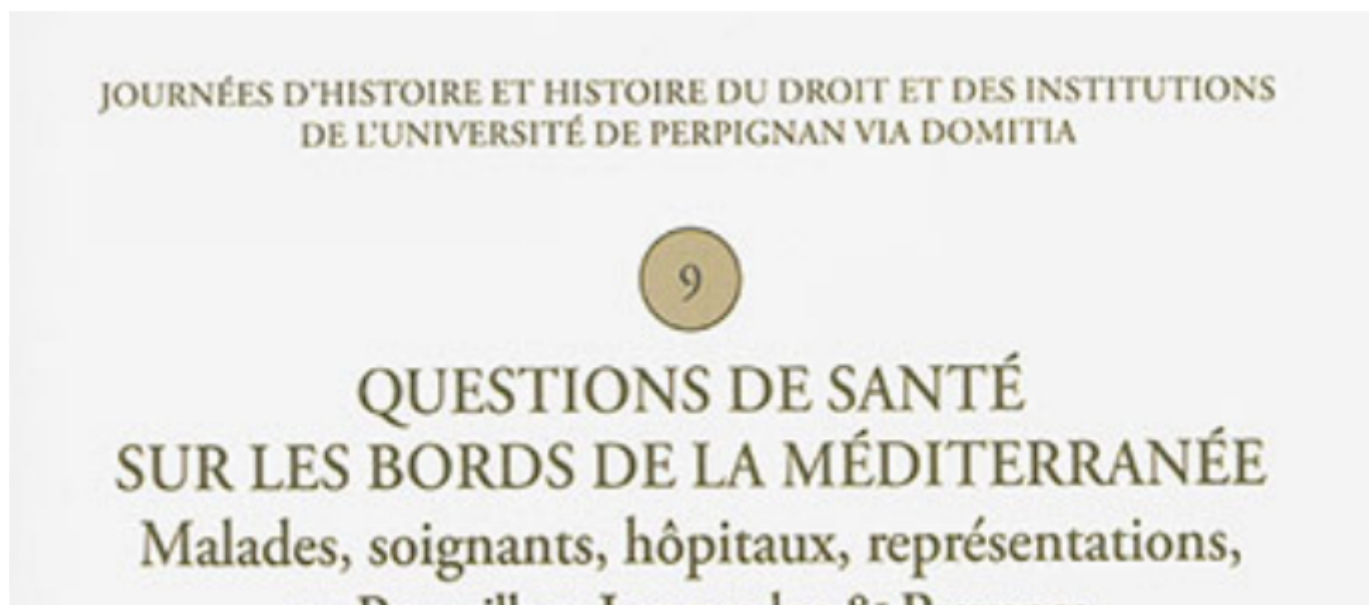 JOURNÉES D'HISTOIRE ET HISTOIRE DU DROIT ET DES INSTITUTIONS
DE L'UNIVERSITÉ DE PERPIGNAN VIA DOMITIA
9
QUESTIONS DE SANTÉ
SUR LES BORDS DE LA MÉDITERRANÉE
Malades, soignants, hôpitaux, représentations,